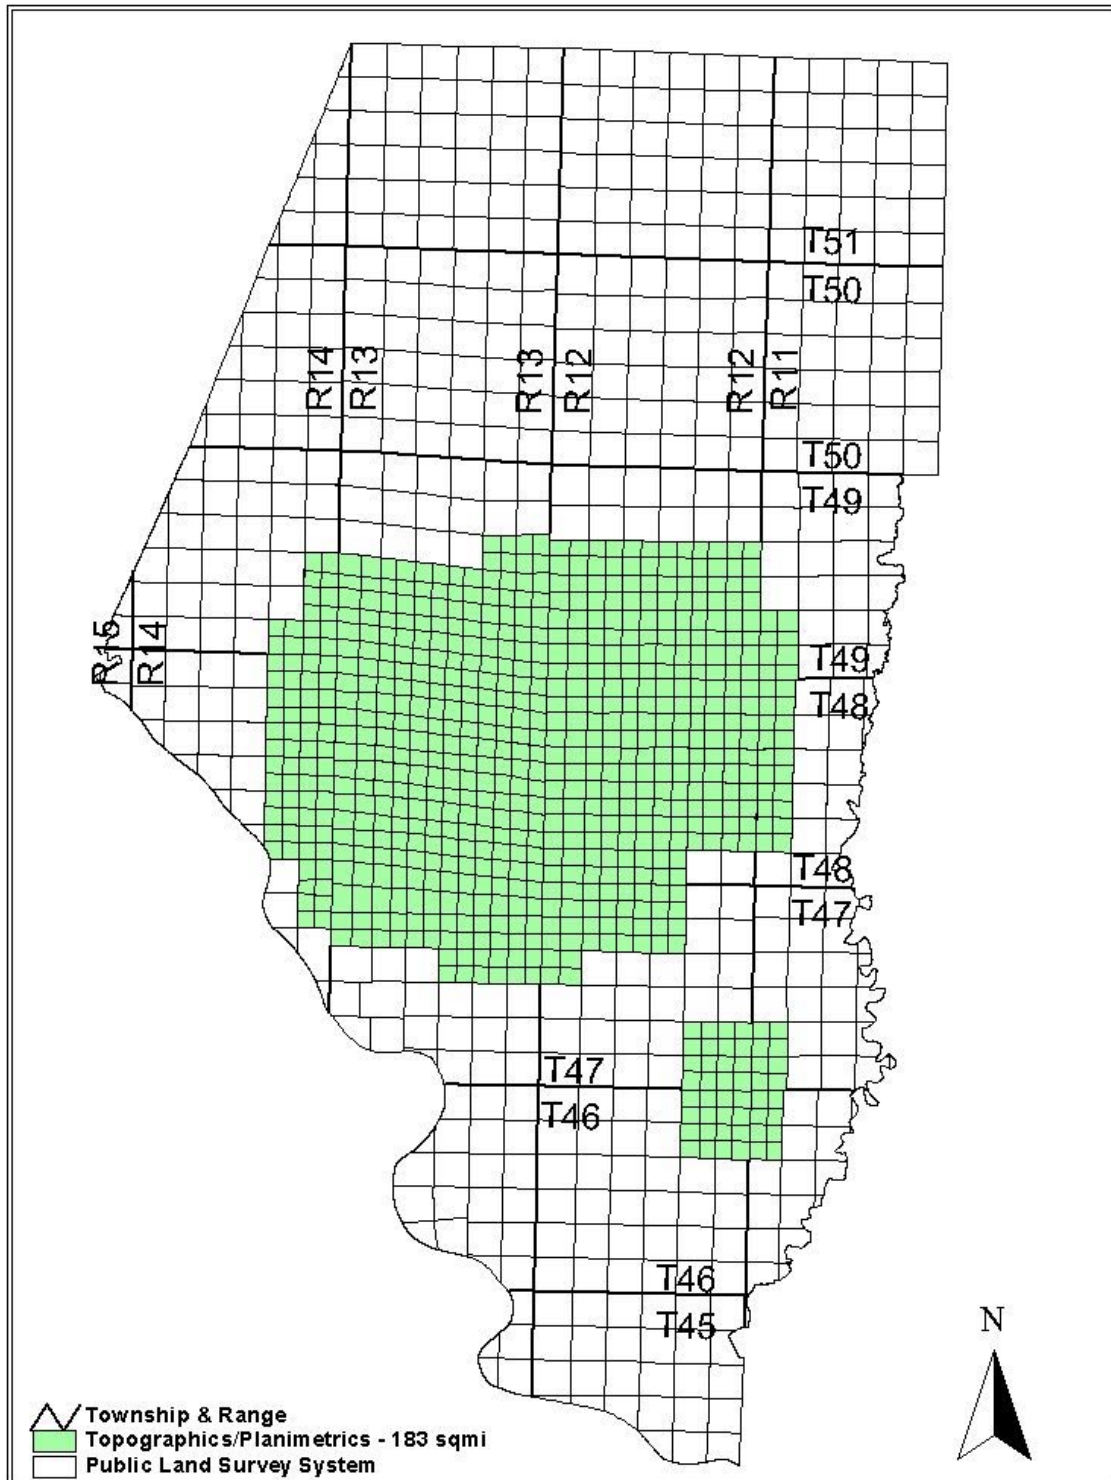 T51
T50
R14
R13
R13
R12
R12
R11
T50
T49
R15
R14
T49
T48
T48
T47
T47
T46
T46
T45
N
Township & Range
Topographics/Planimetrics - 183 sqmi
Public Land Survey System